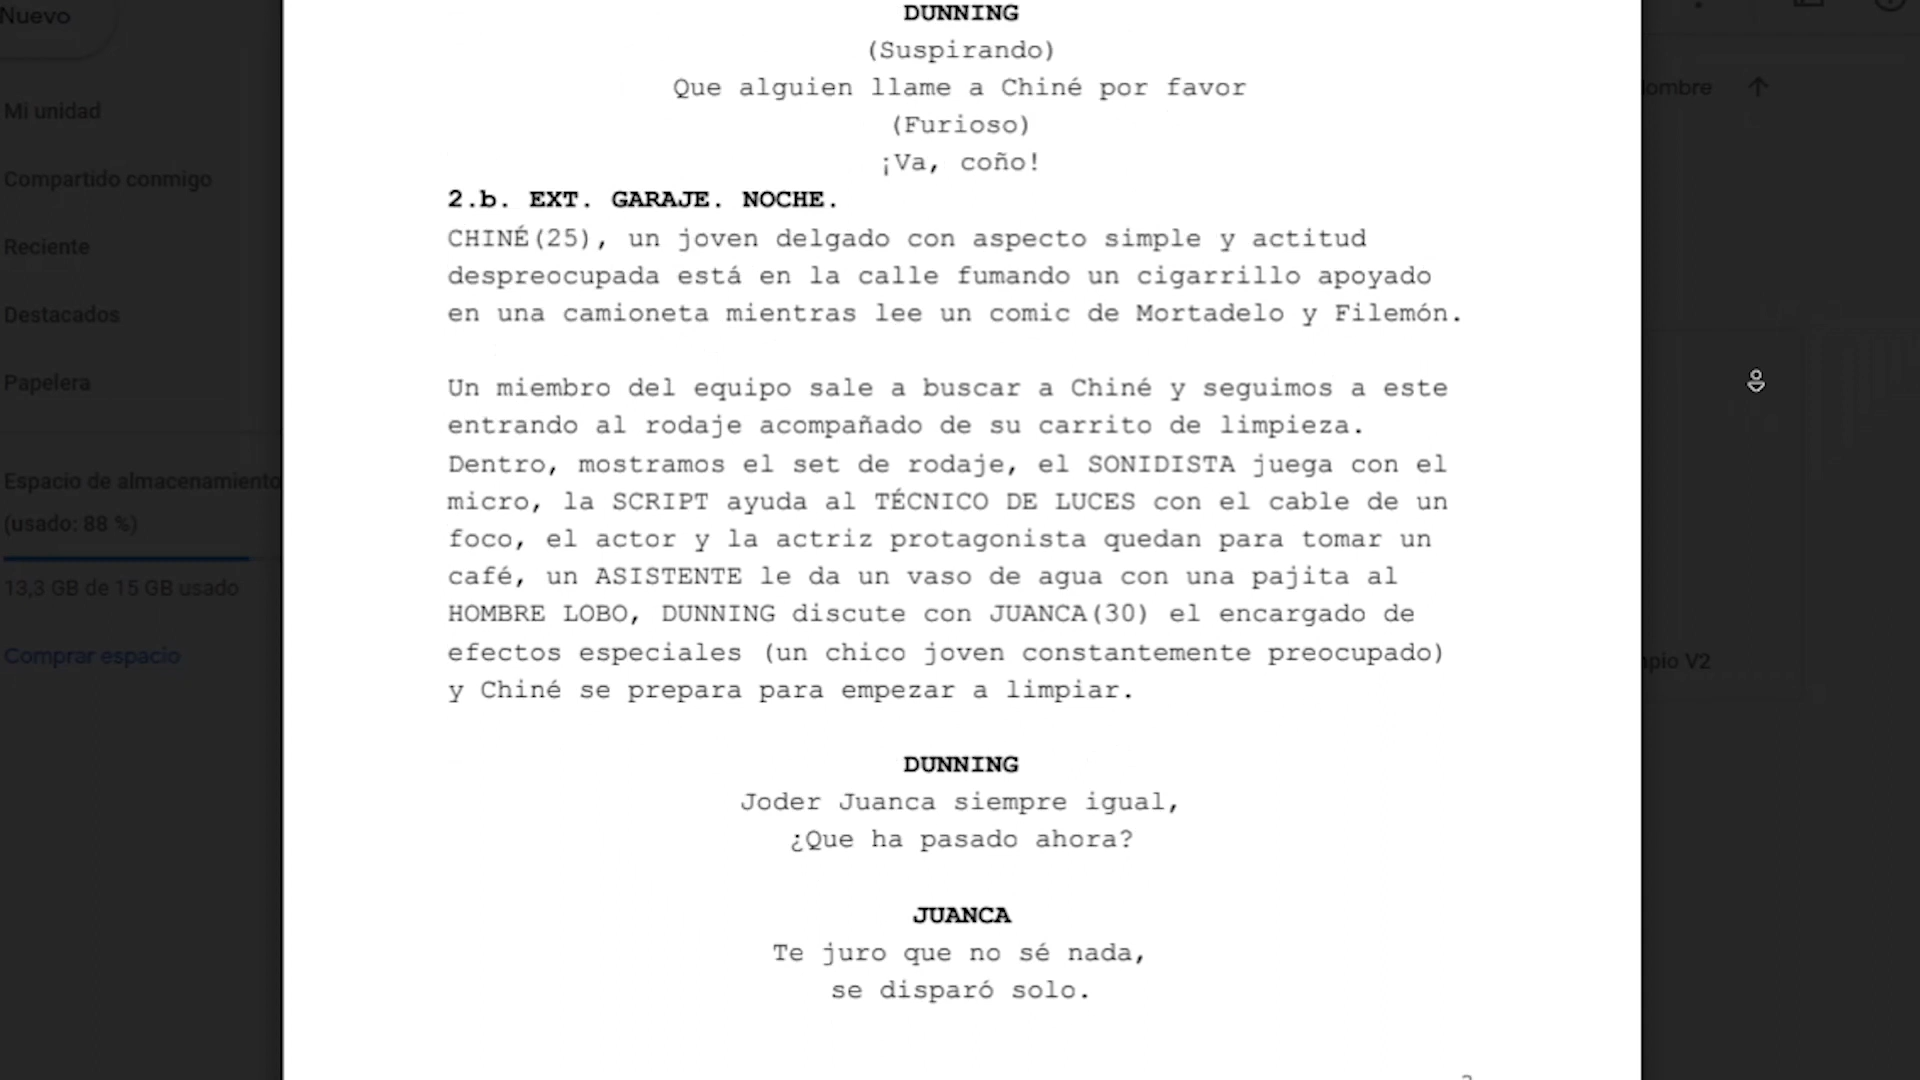 Nuevo
Mi unidad
Compartido conmigo
Reciente
Destacados
Papelera
Espacio de almacenamiento
(usado: 88 %)
13,3 GB de 15 GB usado
Comprar espacio
DUNNING
(Suspirando)
Que alguien llame a Chiné por favor
(Furioso)
¡Va, coño!
2.b. EXT. GARAJE. NOCHE.
CHINÉ(25), un joven delgado con aspecto simple y actitud
despreocupada está en la calle fumando un cigarrillo apoyado
en una camioneta mientras lee un comic de Mortadelo y Filemón.
Un miembro del equipo sale a buscar a Chiné y seguimos a este
entrando al rodaje acompañado de su carrito de limpieza.
Dentro, mostramos el set de rodaje, el SONIDISTA juega con el
micro, la SCRIPT ayuda al TÉCNICO DE LUCES con el cable de un
foco, el actor y la actriz protagonista quedan para tomar un
café, un ASISTENTE le da un vaso de agua con una pajita al
HOMBRE LOBO, DUNNING discute con JUANCA(30) el encargado de
efectos especiales (un chico joven constantemente preocupado)
y Chiné se prepara para empezar a limpiar.
DUNNING
Joder Juanca siempre igual,
¿Que ha pasado ahora?
JUANCA
Te juro que no sé nada,
se disparó solo.
ombre
pio V2